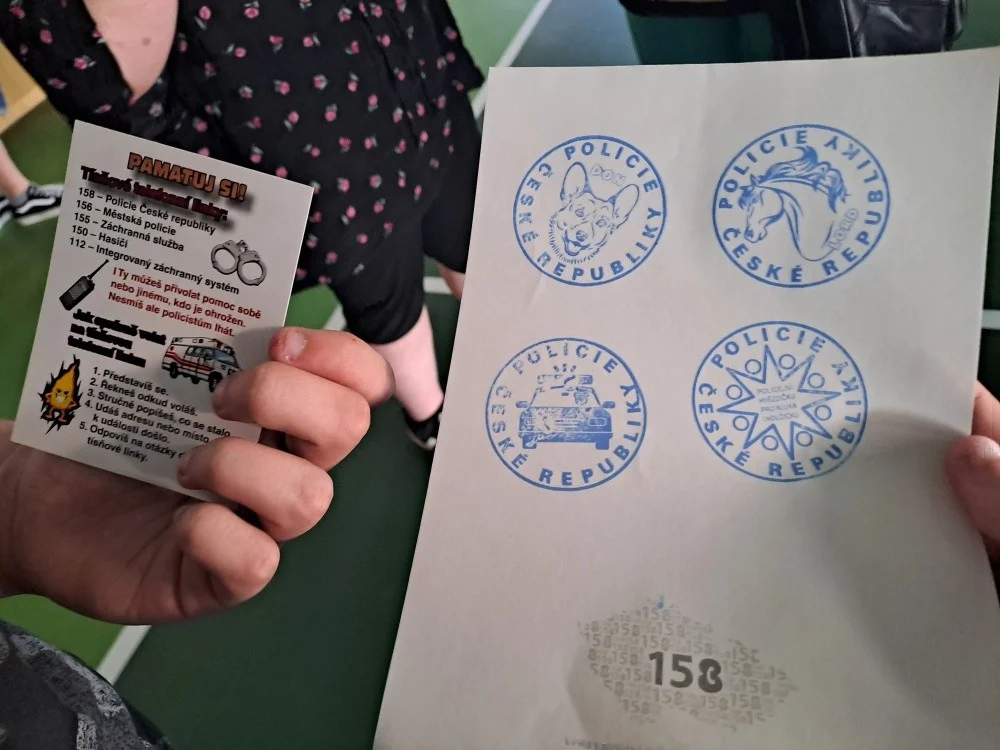 PAMATUJ SI!
Tísňové telefonní linky:
158 – Policie České republiky
156 – Městská policie
155 – Záchranná služba
150 – Hasiči
112 – Integrovaný záchranný systém
I Ty můžeš přivolat pomoc sobě
nebo jinému, kdo je ohrožen.
Nesmíš ale policistům lhát.
Jak správně volat
na tísňovou
telefonní linku
1. Představíš se.
2. Řekneš odkud voláš.
3. Stručně popíšeš, co se stalo
4. Udáš adresu nebo místo,
k události došlo.
5. Odpovíš na otázky
tísňové linky.
POLICIE
ČESKÉ REPUBLIKY
DON
POLICIE
ČESKÉ REPUBLIKY
POLICIE
ČESKÉ REPUBLIKY
POLICIE
ČESKÉ REPUBLIKY
POLICEJNÍ
158